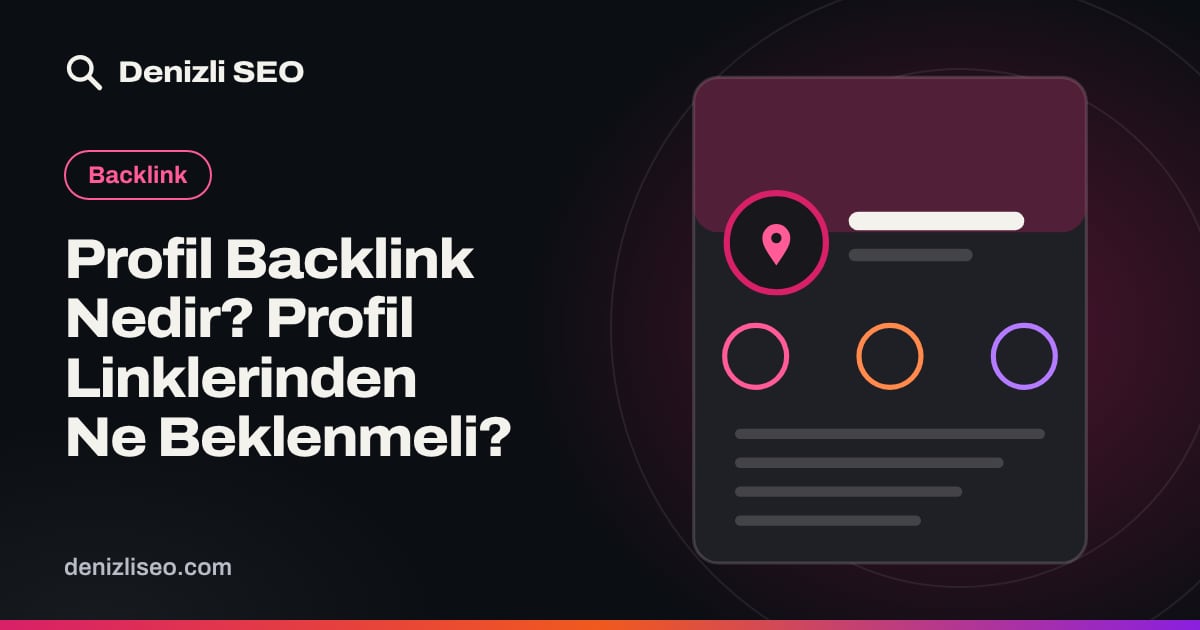 Denizli SEO
Backlink
Profil Backlink
Nedir? Profil
Linklerinden
Ne Beklenmeli?
denizliseo.com